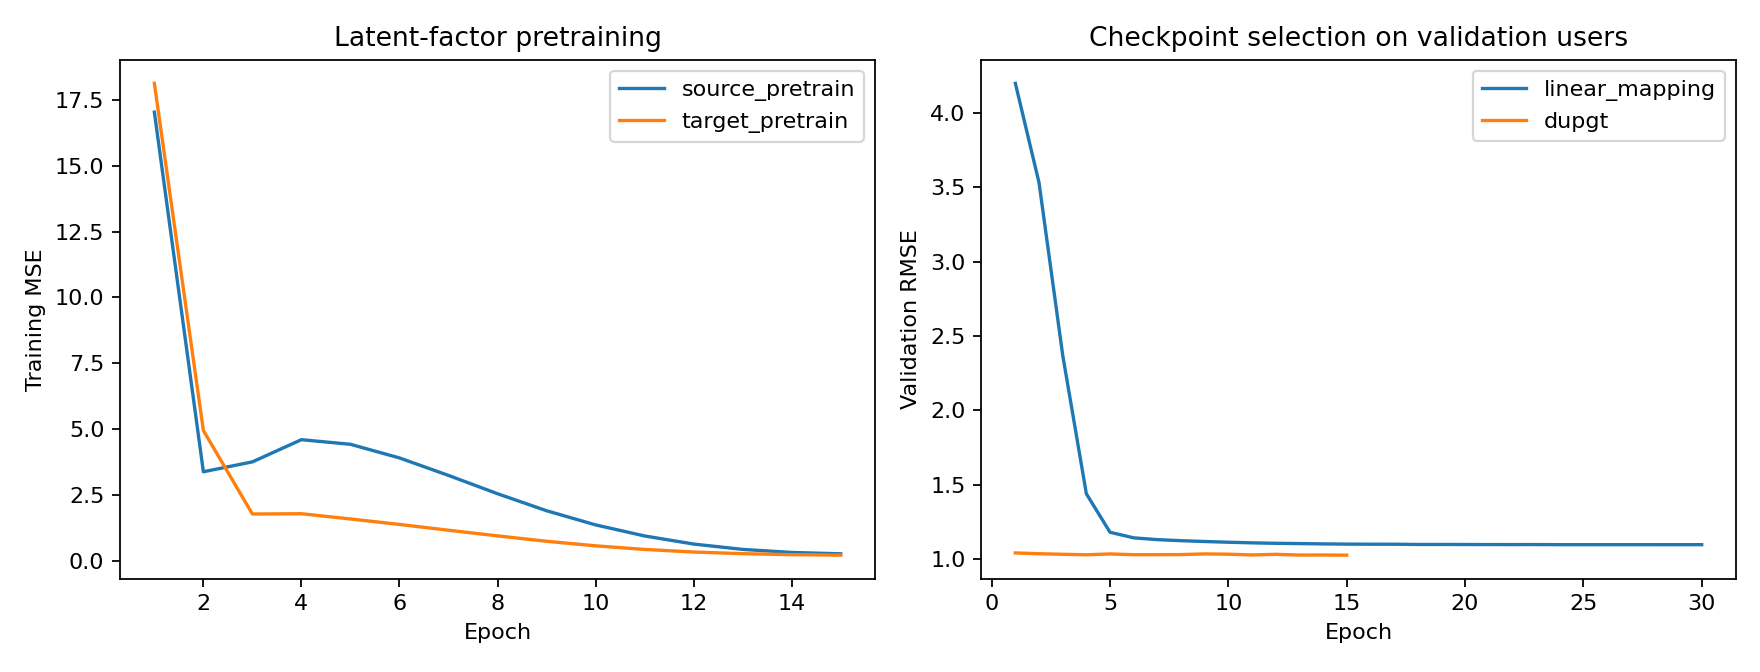 Latent-factor pretraining
Training MSE
17.5
15.0
12.5
10.0
7.5
5.0
2.5
0.0
source_pretrain
target_pretrain
2 4 6 8 10 12 14
Epoch
Checkpoint selection on validation users
Validation RMSE
4.0
3.5
3.0
2.5
2.0
1.5
1.0
linear_mapping
dupgt
0 5 10 15 20 25 30
Epoch